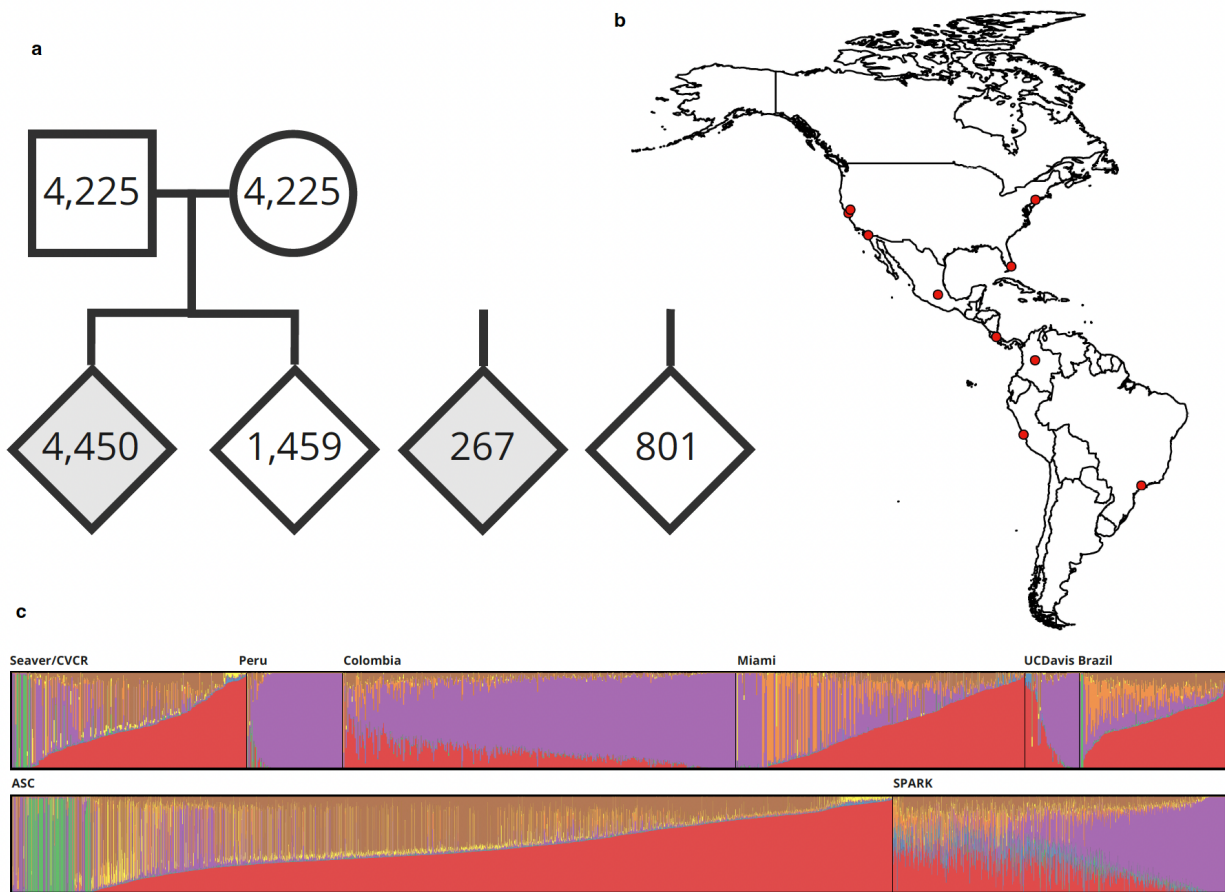 a
b
4,225
4,225
4,450
1,459
267
801
c
Seaver/CVCR
Peru
Colombia
Miami
UCDavis
Brazil
ASC
SPARK